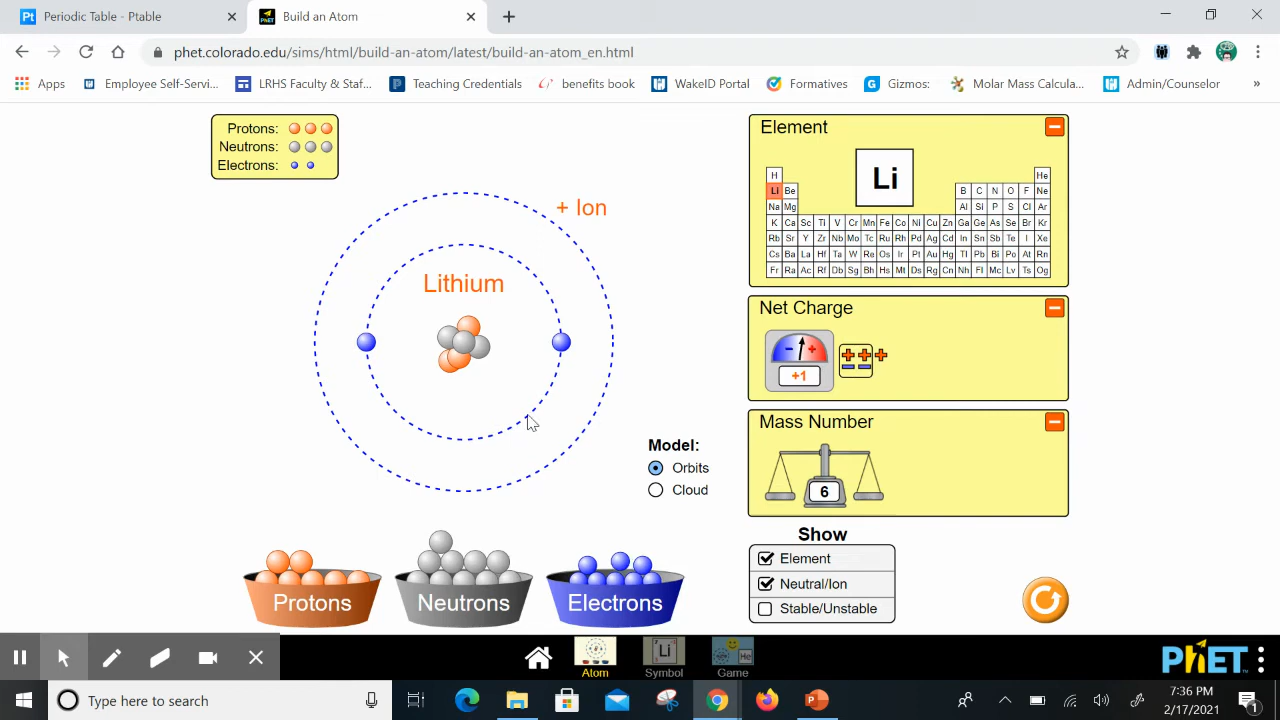 Pt Periodic Table - Ptable
Build an Atom
phet.colorado.edu/sims/html/build-an-atom/latest/build-an-atom_en.html
Apps Employee Self-Servi... LRHS Faculty & Staf... Teaching Credentials benefits book WakeID Portal Formatives G Gizmos: Molar Mass Calcula... Admin/Counselor »
Protons:
Neutrons:
Electrons:
+ Ion
Lithium
Model:
Orbits
Cloud
Protons
Neutrons
Electrons
Element
Li
H He
Li Be B C N O F Ne
Na Mg Al Si P S Cl Ar
K Ca Sc Ti V Cr Mn Fe Co Ni Cu Zn Ga Ge As Se Br Kr
Rb Sr Y Zr Nb Mo Tc Ru Rh Pd Ag Cd In Sn Sb Te I Xe
Cs Ba La Hf Ta W Re Os Ir Pt Au Hg Tl Pb Bi Po At Rn
Fr Ra Ac Rf Db Sg Bh Hs Mt Ds Rg Cn Nh Fl Mc Lv Ts Og
Net Charge
- +
+1
Mass Number
6
Show
Element
Neutral/Ion
Stable/Unstable
Atom
Li
Symbol
He
Game
PhET
Type here to search
7:36 PM
2/17/2021
1